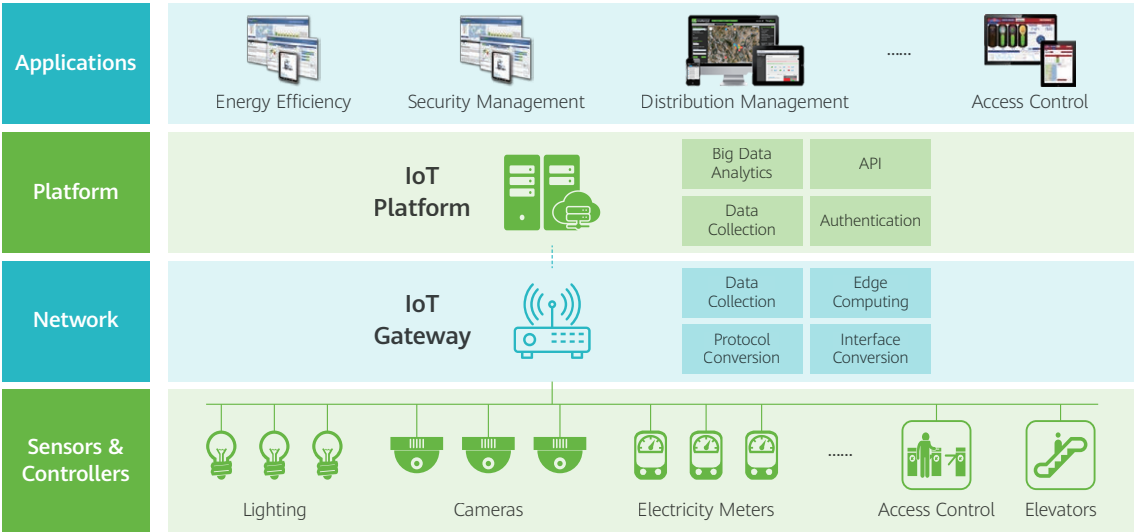 Applications
Energy Efficiency
Security Management
Distribution Management
......
Access Control
Platform
IoT
Platform
Big Data
Analytics
API
Data
Collection
Authentication
Network
IoT
Gateway
Data
Collection
Edge
Computing
Protocol
Conversion
Interface
Conversion
Sensors &
Controllers
Lighting
Cameras
Electricity Meters
......
Access Control
Elevators